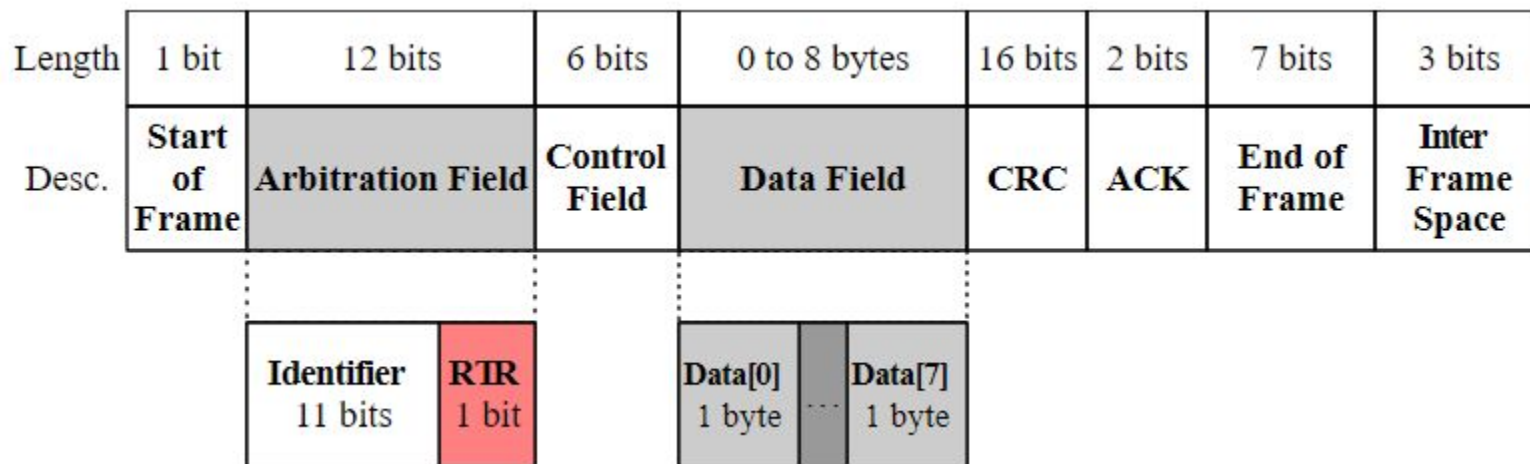 Length 1 bit 12 bits 6 bits 0 to 8 bytes 16 bits 2 bits 7 bits 3 bits
Desc. Start of Frame Arbitration Field Control Field Data Field CRC ACK End of Frame Inter Frame Space
Identifier RTR Data[0] ... Data[7]
11 bits 1 bit 1 byte 1 byte